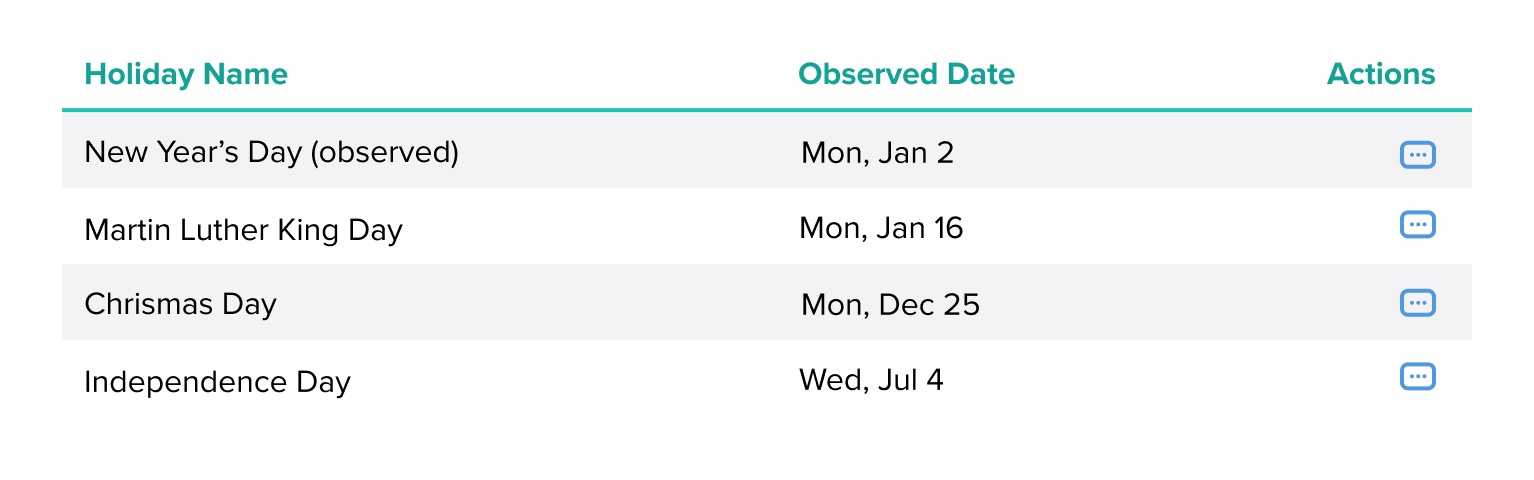 Holiday Name Observed Date Actions
New Year’s Day (observed) Mon, Jan 2
Martin Luther King Day Mon, Jan 16
Chrismas Day Mon, Dec 25
Independence Day Wed, Jul 4